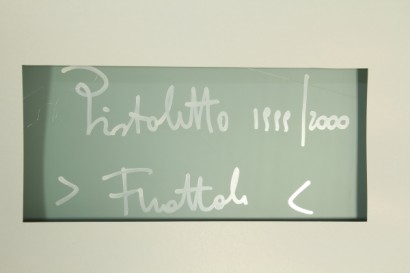 Pistoletto 1999|2000
> Frattali <